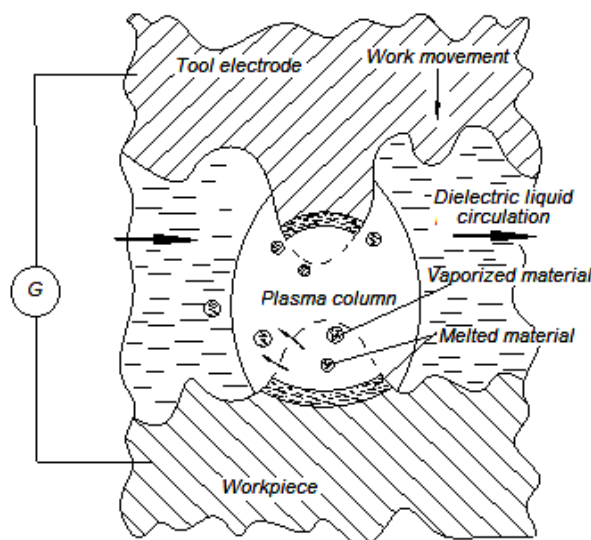 Tool electrode
Work movement
Dielectric liquid
circulation
G
Vaporized material
Plasma column
Melted material
Workpiece